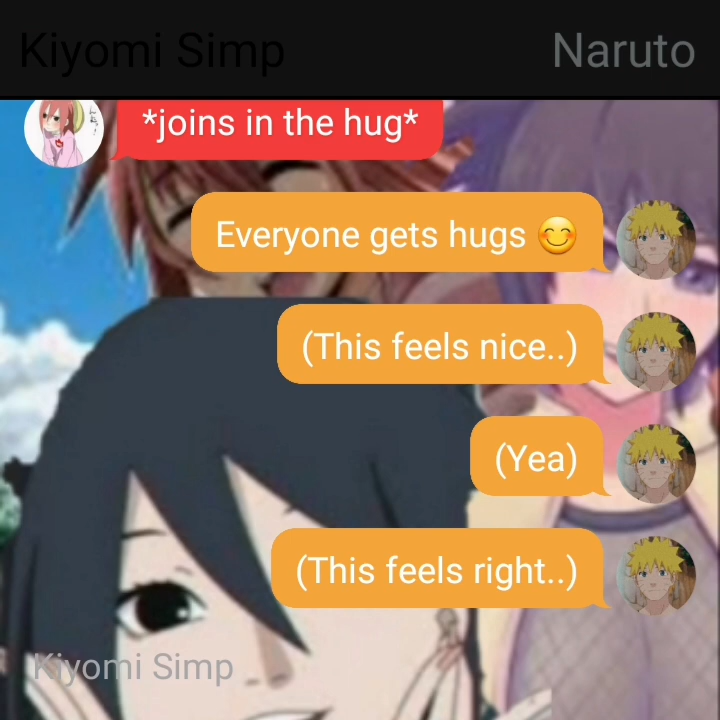 Kiyomi Simp
Naruto
*joins in the hug*
Everyone gets hugs 😊
(This feels nice..)
(Yea)
(This feels right..)
Kiyomi Simp